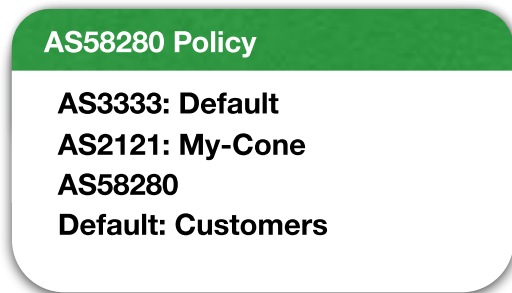 AS58280 Policy
AS3333: Default
AS2121: My-Cone
AS58280
Default: Customers